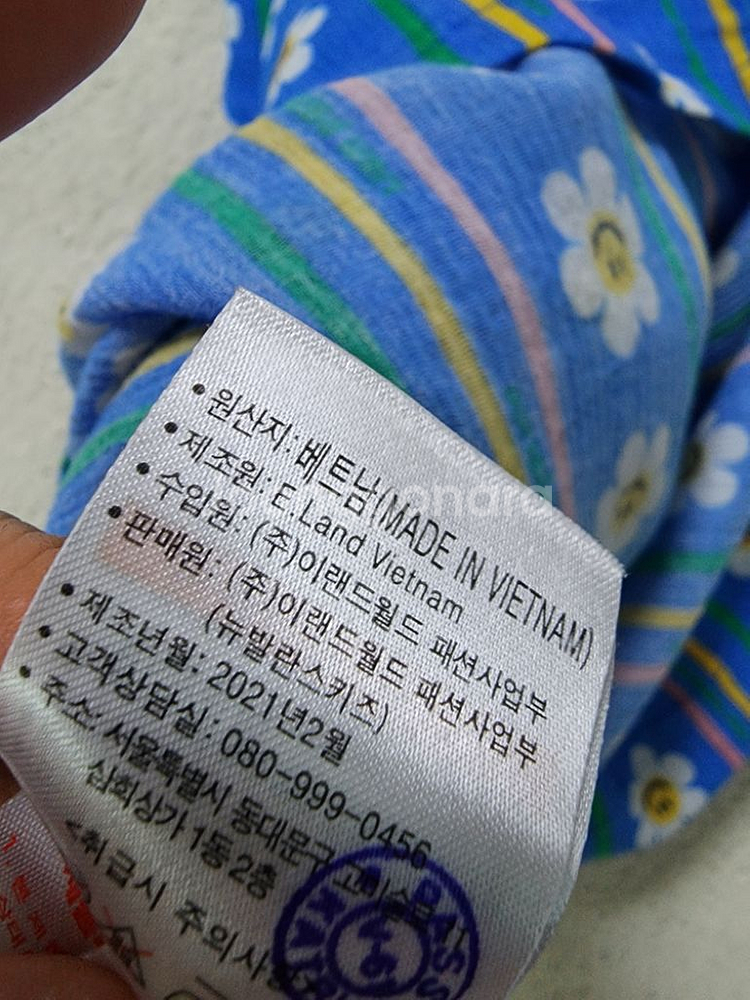 • 원산지: 베트남(MADE IN VIETNAM)
• 제조원: E.Land Vietnam
• 수입원: (주)이랜드월드 패션사업부
• 판매원: (주)이랜드월드 패션사업부
(뉴발란스키즈)
• 제조년월: 2021년2월
• 고객상담실: 080-999-0456
• 주소: 서울특별시 동대문구
삼희상가 1동 2층
<취급시 주의사항